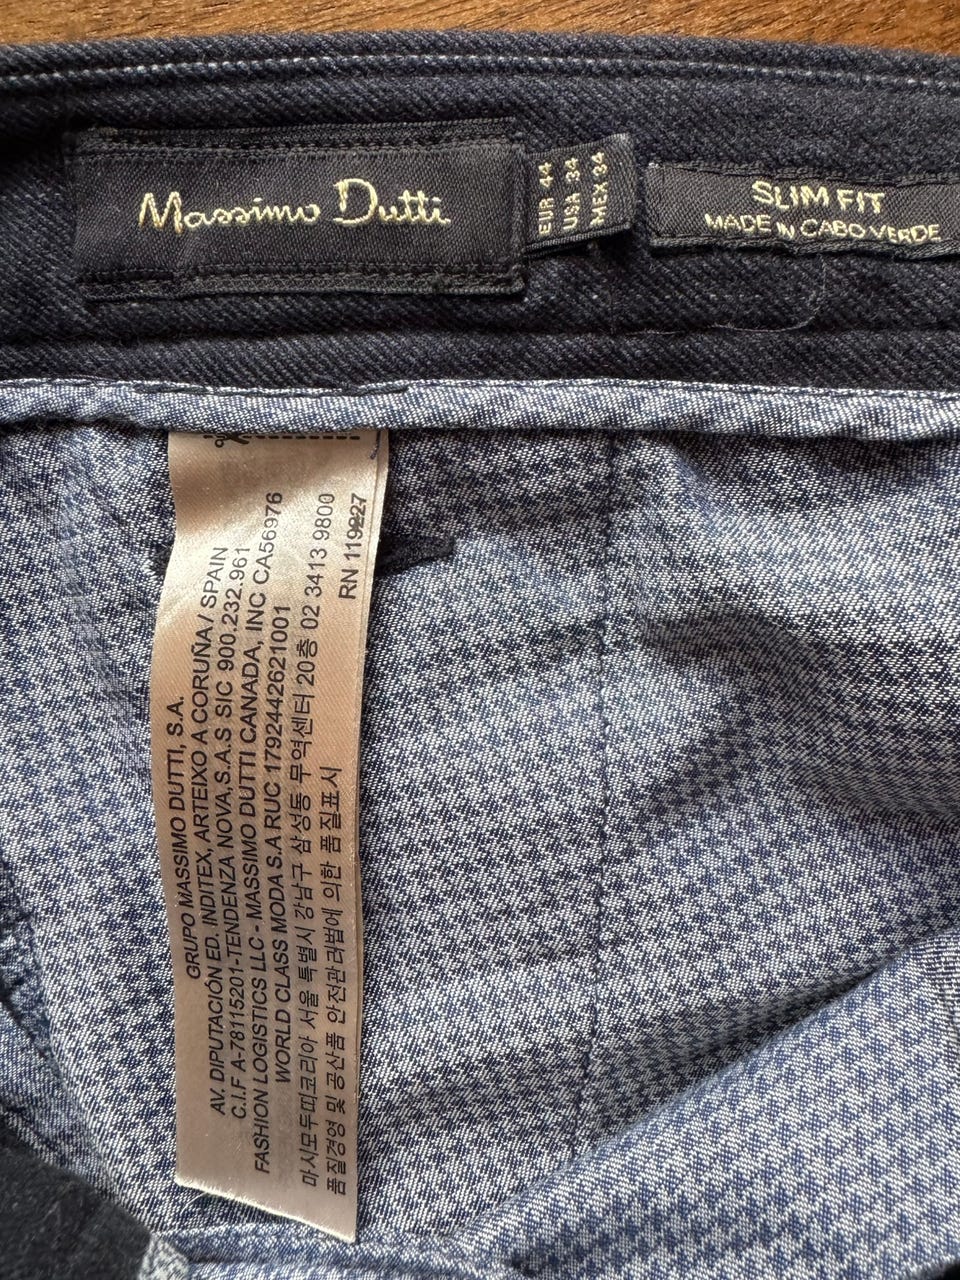 Massimo Dutti
EUR 44
USA 34
MEX 34
SLIM FIT
MADE IN CABO VERDE
GRUPO MASSIMO DUTTI, S.A.
AV. DIPUTACIÓN ED. INDITEX, ARTEIXO A CORUÑA / SPAIN
C.I.F A-78115201-TENDENZA NOVA,S.A.S SIC 900.232.961
FASHION LOGISTICS LLC - MASSIMO DUTTI CANADA, INC CA56976
WORLD CLASS MODA S.A RUC 1792442621001
마시모두띠코리아 서울 특별시 강남구 삼성동 무역센터 20층 02 3413 9800
품질경영 및 공산품 안전관리법에 의한 품질표시
RN 119227